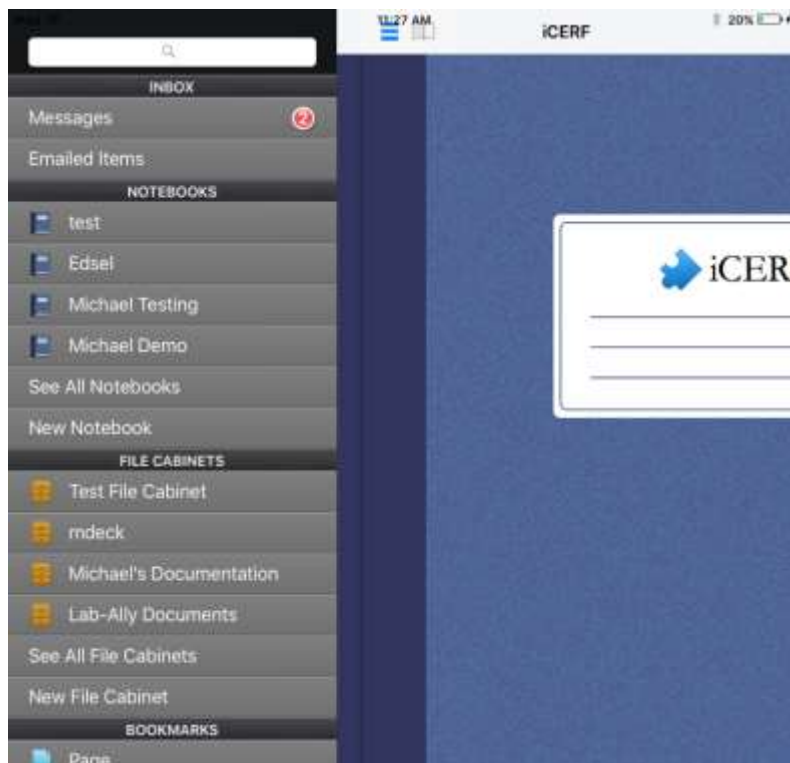 11:27 AM
iCERF
20%
INBOX
Messages
2
Emailed Items
NOTEBOOKS
test
Edsel
Michael Testing
Michael Demo
See All Notebooks
New Notebook
FILE CABINETS
Test File Cabinet
mdeck
Michael's Documentation
Lab-Ally Documents
See All File Cabinets
New File Cabinet
BOOKMARKS
Page
iCER